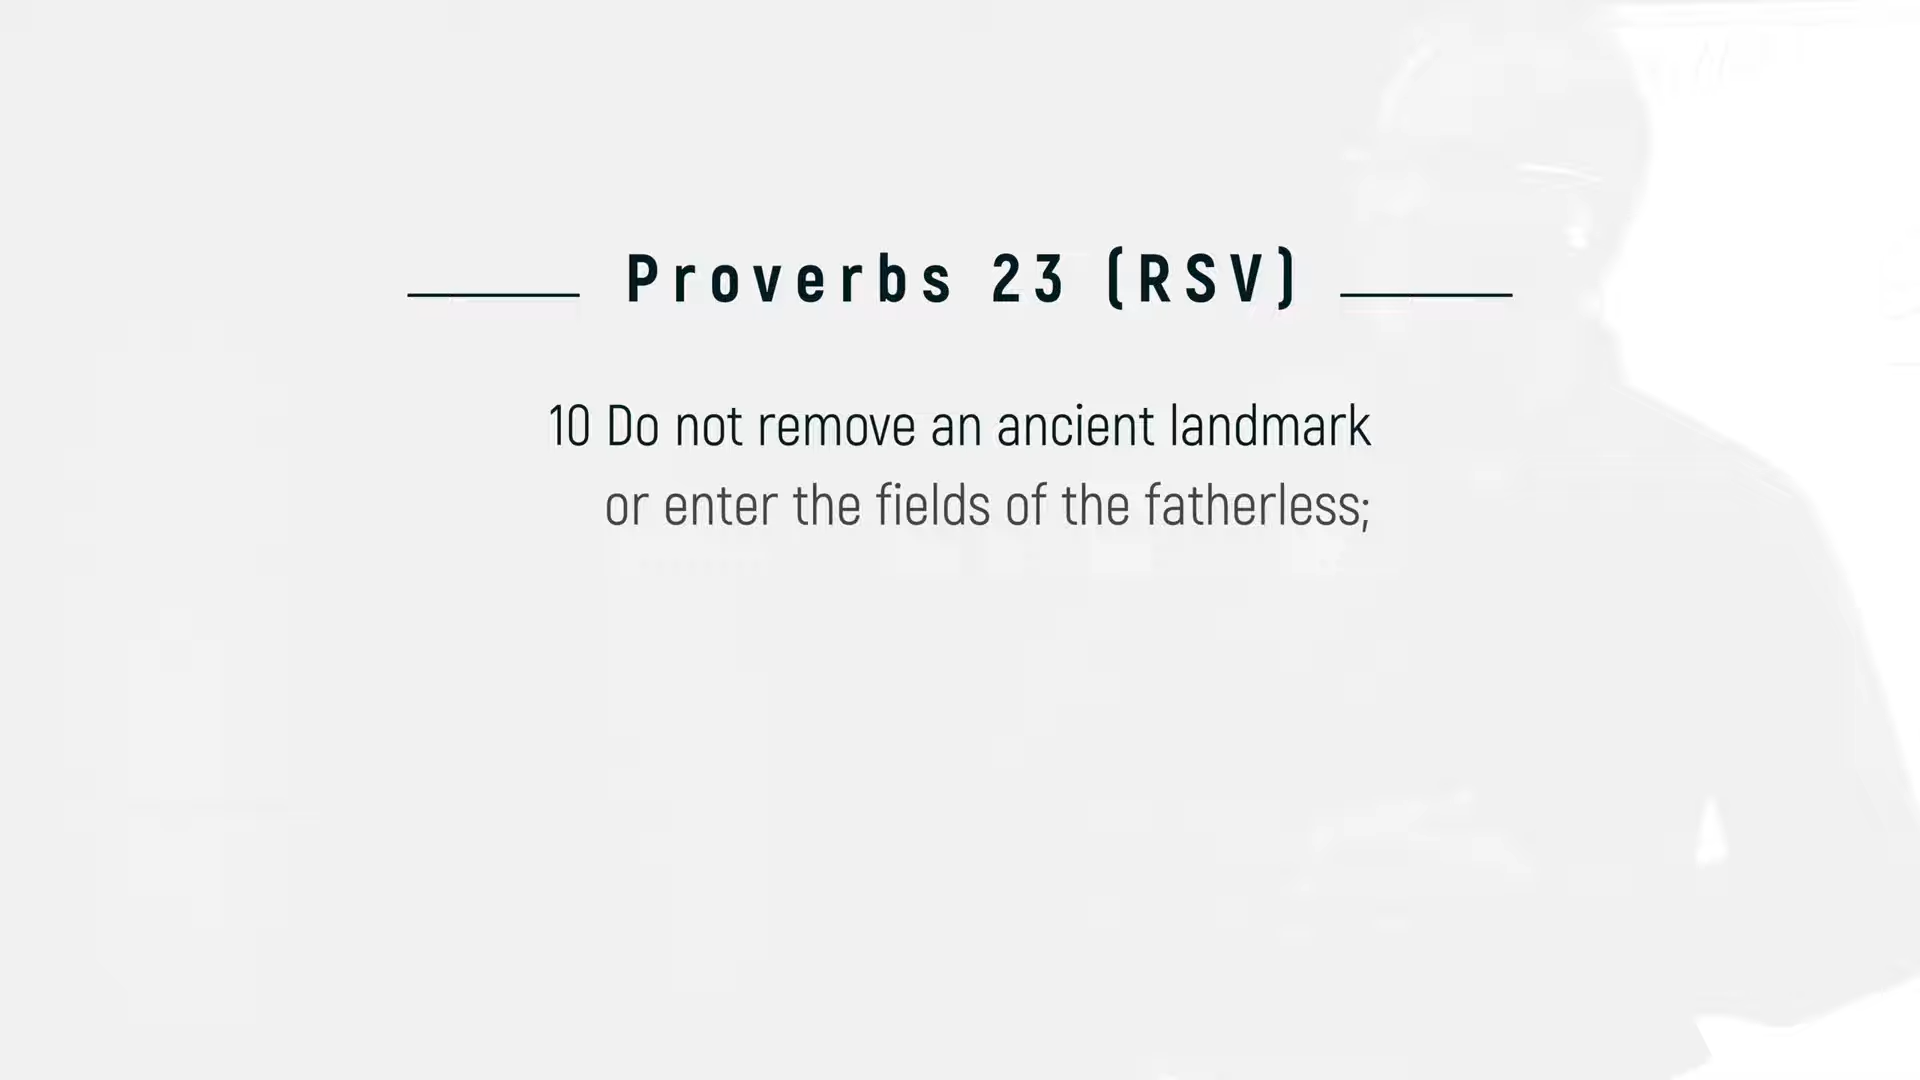 Proverbs 23 (RSV)
10 Do not remove an ancient landmark
or enter the fields of the fatherless;